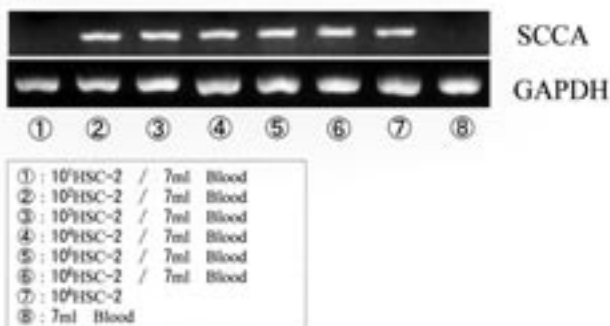 SCCA
GAPDH
① ② ③ ④ ⑤ ⑥ ⑦ ⑧
①: 10¹HSC-2 / 7ml Blood
②: 10²HSC-2 / 7ml Blood
③: 10³HSC-2 / 7ml Blood
④: 10⁴HSC-2 / 7ml Blood
⑤: 10⁵HSC-2 / 7ml Blood
⑥: 10⁶HSC-2 / 7ml Blood
⑦: 10⁶HSC-2
⑧: 7ml Blood